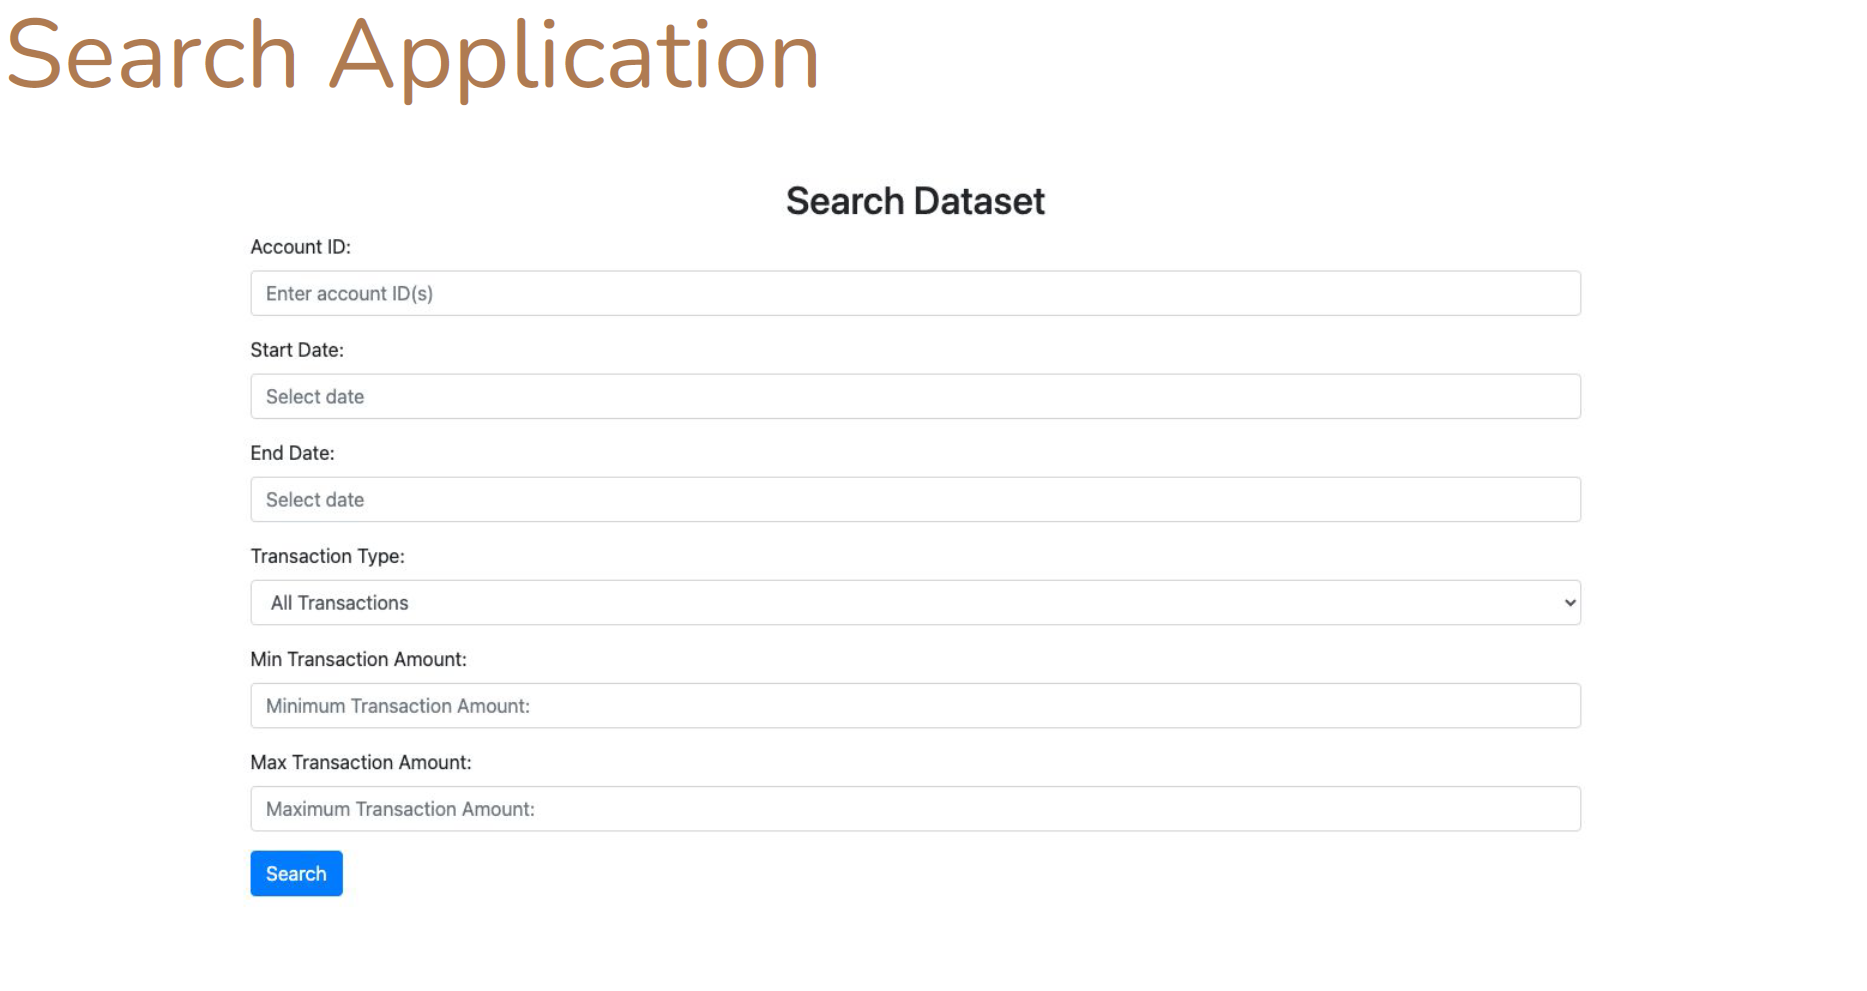 Search Application
Search Dataset
Account ID:
Enter account ID(s)
Start Date:
Select date
End Date:
Select date
Transaction Type:
All Transactions
Min Transaction Amount:
Minimum Transaction Amount:
Max Transaction Amount:
Maximum Transaction Amount:
Search